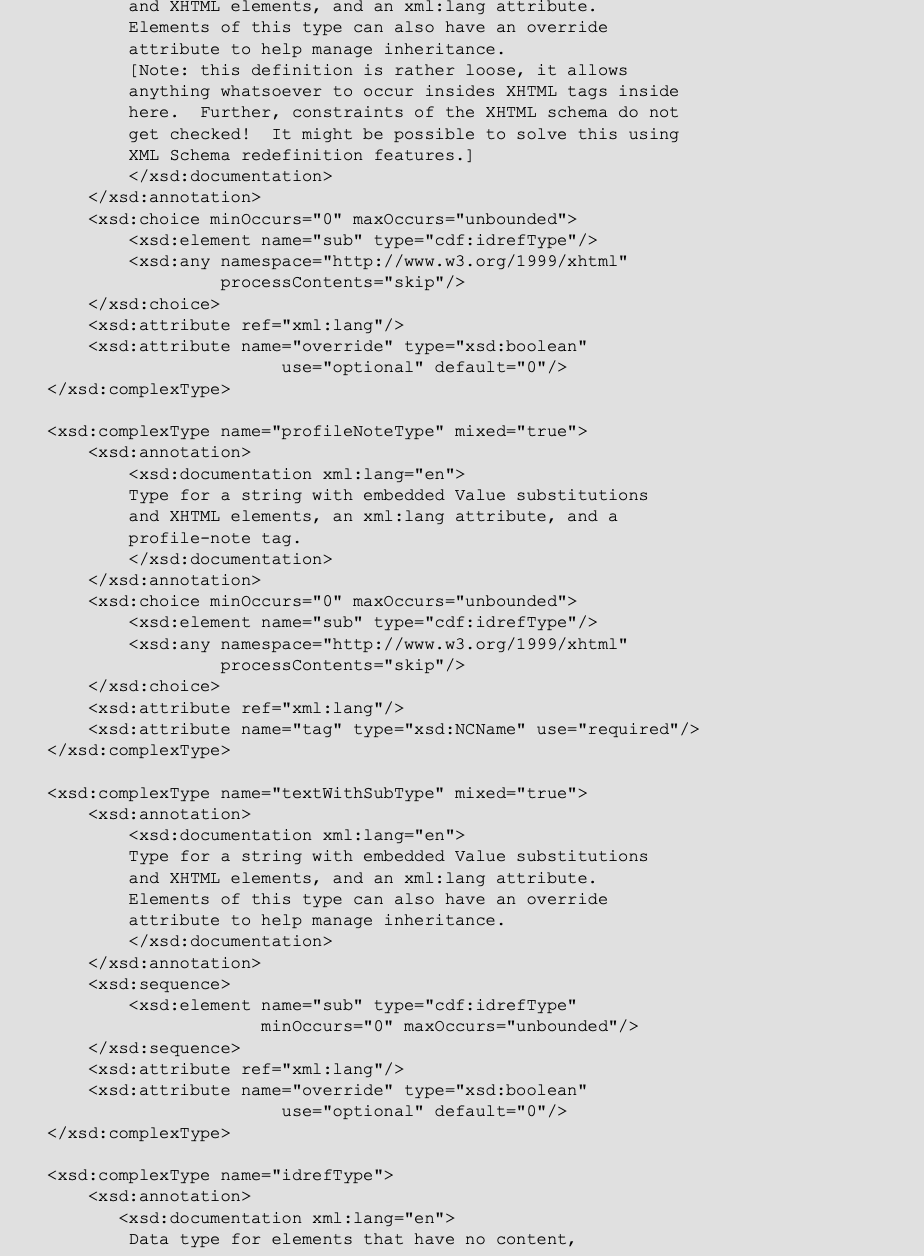 and XHTML elements, and an xml:lang attribute.
Elements of this type can also have an override
attribute to help manage inheritance.
[Note: this definition is rather loose, it allows
anything whatsoever to occur insides XHTML tags inside
here.  Further, constraints of the XHTML schema do not
get checked!  It might be possible to solve this using
XML Schema redefinition features.]
</xsd:documentation>
</xsd:annotation>
<xsd:choice minOccurs="0" maxOccurs="unbounded">
<xsd:element name="sub" type="cdf:idrefType"/>
<xsd:any namespace="http://www.w3.org/1999/xhtml"
processContents="skip"/>
</xsd:choice>
<xsd:attribute ref="xml:lang"/>
<xsd:attribute name="override" type="xsd:boolean"
use="optional" default="0"/>
</xsd:complexType>
<xsd:complexType name="profileNoteType" mixed="true">
<xsd:annotation>
<xsd:documentation xml:lang="en">
Type for a string with embedded Value substitutions
and XHTML elements, an xml:lang attribute, and a
profile-note tag.
</xsd:documentation>
</xsd:annotation>
<xsd:choice minOccurs="0" maxOccurs="unbounded">
<xsd:element name="sub" type="cdf:idrefType"/>
<xsd:any namespace="http://www.w3.org/1999/xhtml"
processContents="skip"/>
</xsd:choice>
<xsd:attribute ref="xml:lang"/>
<xsd:attribute name="tag" type="xsd:NCName" use="required"/>
</xsd:complexType>
<xsd:complexType name="textWithSubType" mixed="true">
<xsd:annotation>
<xsd:documentation xml:lang="en">
Type for a string with embedded Value substitutions
and XHTML elements, and an xml:lang attribute.
Elements of this type can also have an override
attribute to help manage inheritance.
</xsd:documentation>
</xsd:annotation>
<xsd:sequence>
<xsd:element name="sub" type="cdf:idrefType"
minOccurs="0" maxOccurs="unbounded"/>
</xsd:sequence>
<xsd:attribute ref="xml:lang"/>
<xsd:attribute name="override" type="xsd:boolean"
use="optional" default="0"/>
</xsd:complexType>
<xsd:complexType name="idrefType">
<xsd:annotation>
<xsd:documentation xml:lang="en">
Data type for elements that have no content,